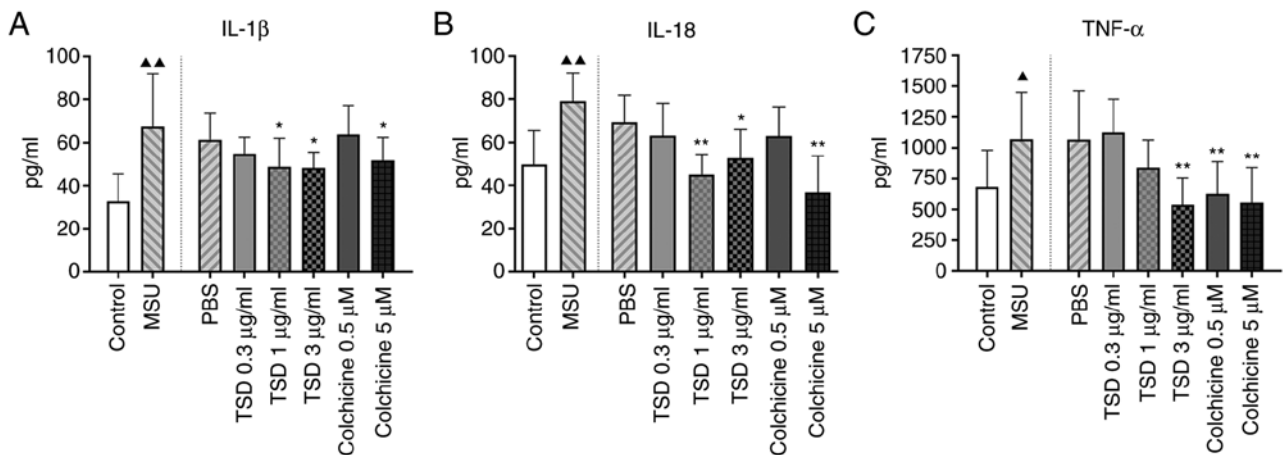 A
IL-1β
pg/ml
100
80
60
40
20
0
▲▲
*
*
*
Control
MSU
PBS
TSD 0.3 μg/ml
TSD 1 μg/ml
TSD 3 μg/ml
Colchicine 0.5 μM
Colchicine 5 μM
B
IL-18
pg/ml
100
80
60
40
20
0
▲▲
**
*
**
Control
MSU
PBS
TSD 0.3 μg/ml
TSD 1 μg/ml
TSD 3 μg/ml
Colchicine 0.5 μM
Colchicine 5 μM
C
TNF-α
pg/ml
1750
1500
1250
1000
750
500
250
0
▲
**
**
**
Control
MSU
PBS
TSD 0.3 μg/ml
TSD 1 μg/ml
TSD 3 μg/ml
Colchicine 0.5 μM
Colchicine 5 μM